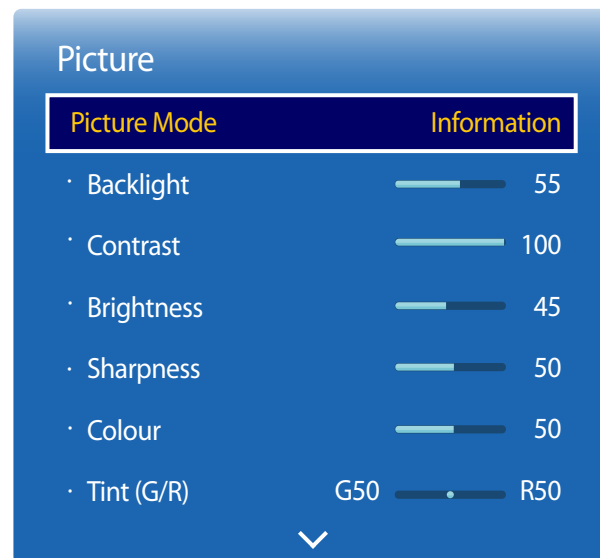 Picture
Picture Mode Information
· Backlight 55
· Contrast 100
· Brightness 45
· Sharpness 50
· Colour 50
· Tint (G/R) G50 R50